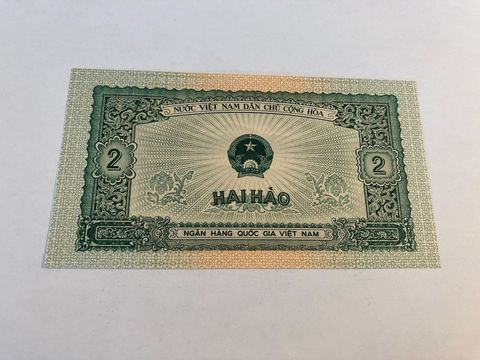 NƯỚC VIỆT NAM DÂN CHỦ CỘNG HÒA
2 2
HAI HÀO
NGÂN HÀNG QUỐC GIA VIỆT NAM